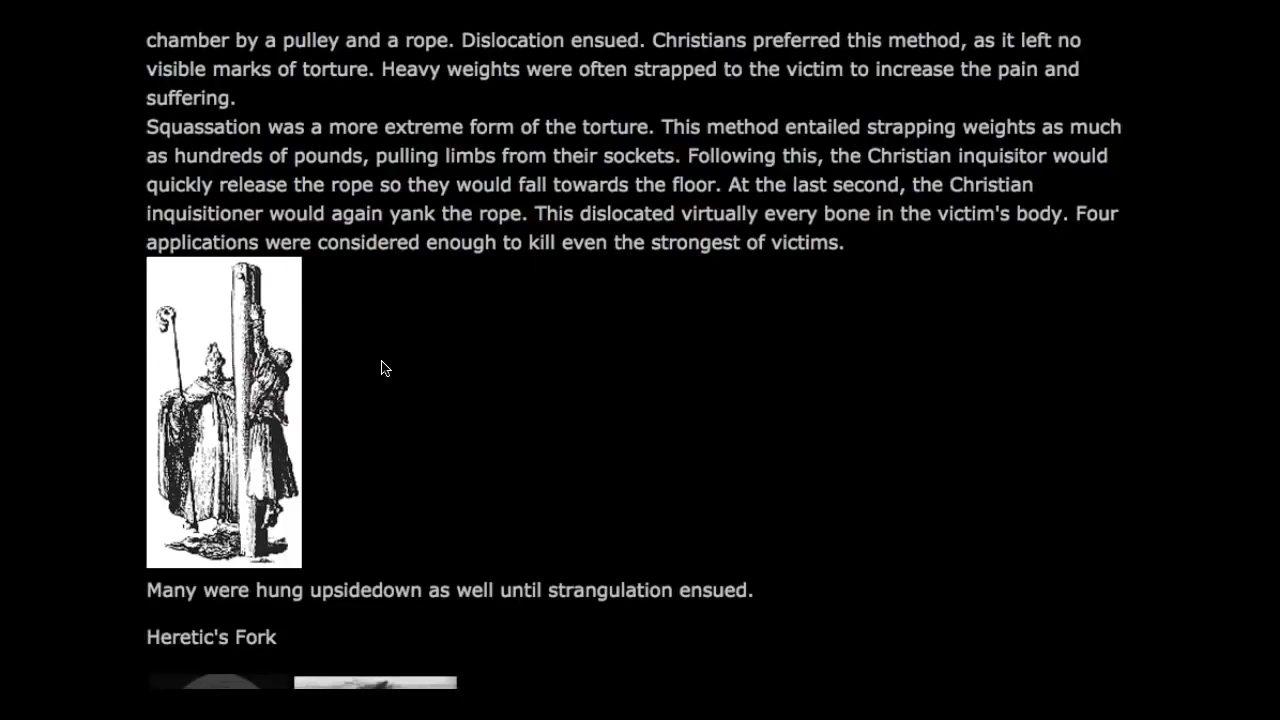 chamber by a pulley and a rope. Dislocation ensued. Christians preferred this method, as it left no
visible marks of torture. Heavy weights were often strapped to the victim to increase the pain and
suffering.
Squassation was a more extreme form of the torture. This method entailed strapping weights as much
as hundreds of pounds, pulling limbs from their sockets. Following this, the Christian inquisitor would
quickly release the rope so they would fall towards the floor. At the last second, the Christian
inquisitioner would again yank the rope. This dislocated virtually every bone in the victim's body. Four
applications were considered enough to kill even the strongest of victims.
Many were hung upsidedown as well until strangulation ensued.
Heretic's Fork